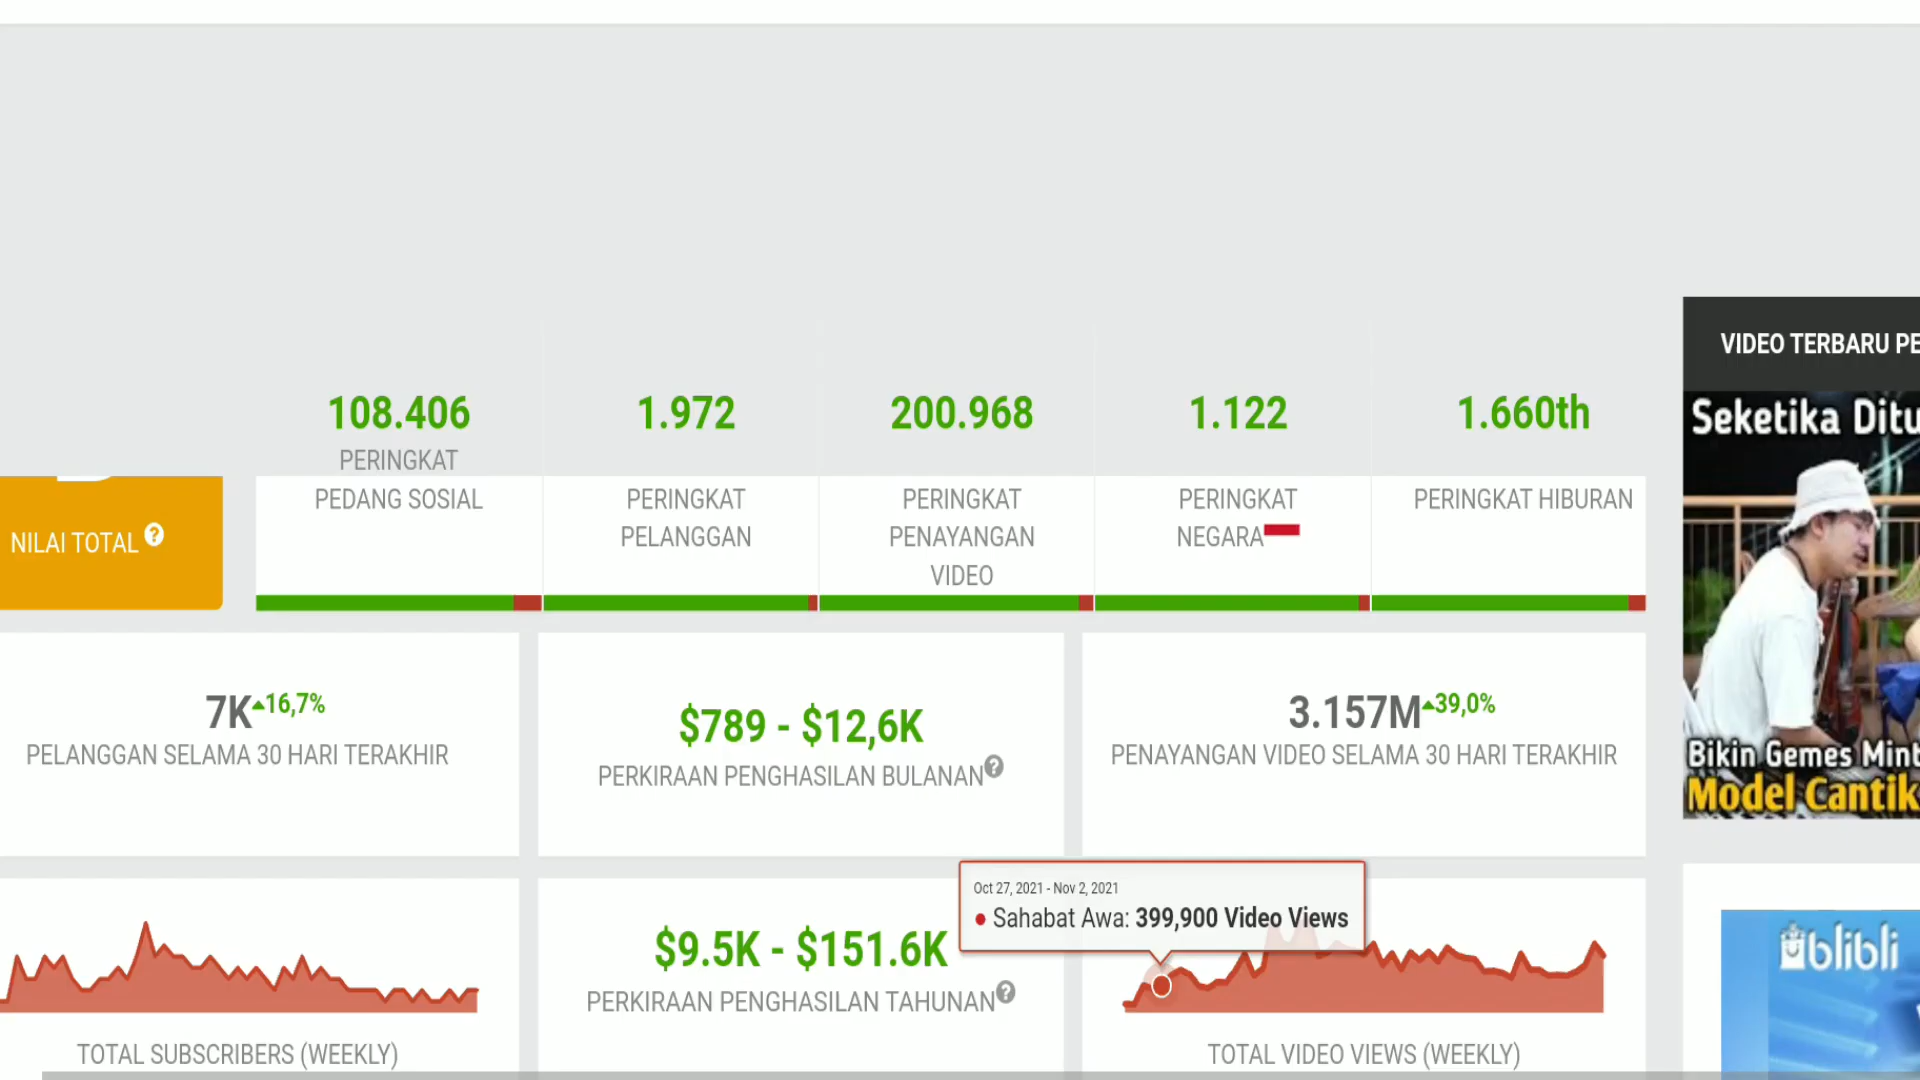 108.406
PERINGKAT
PEDANG SOSIAL
1.972
PERINGKAT
PELANGGAN
200.968
PERINGKAT
PENAYANGAN
VIDEO
1.122
PERINGKAT
NEGARA
1.660th
PERINGKAT HIBURAN
NILAI TOTAL ?
7K 16,7%
PELANGGAN SELAMA 30 HARI TERAKHIR
$789 - $12,6K
PERKIRAAN PENGHASILAN BULANAN ?
3.157M 39,0%
PENAYANGAN VIDEO SELAMA 30 HARI TERAKHIR
TOTAL SUBSCRIBERS (WEEKLY)
$9.5K - $151.6K
PERKIRAAN PENGHASILAN TAHUNAN ?
Oct 27, 2021 - Nov 2, 2021
Sahabat Awa: 399,900 Video Views
TOTAL VIDEO VIEWS (WEEKLY)
VIDEO TERBARU PE
Seketika Ditu
Bikin Gemes Mint
Model Cantik
blibli